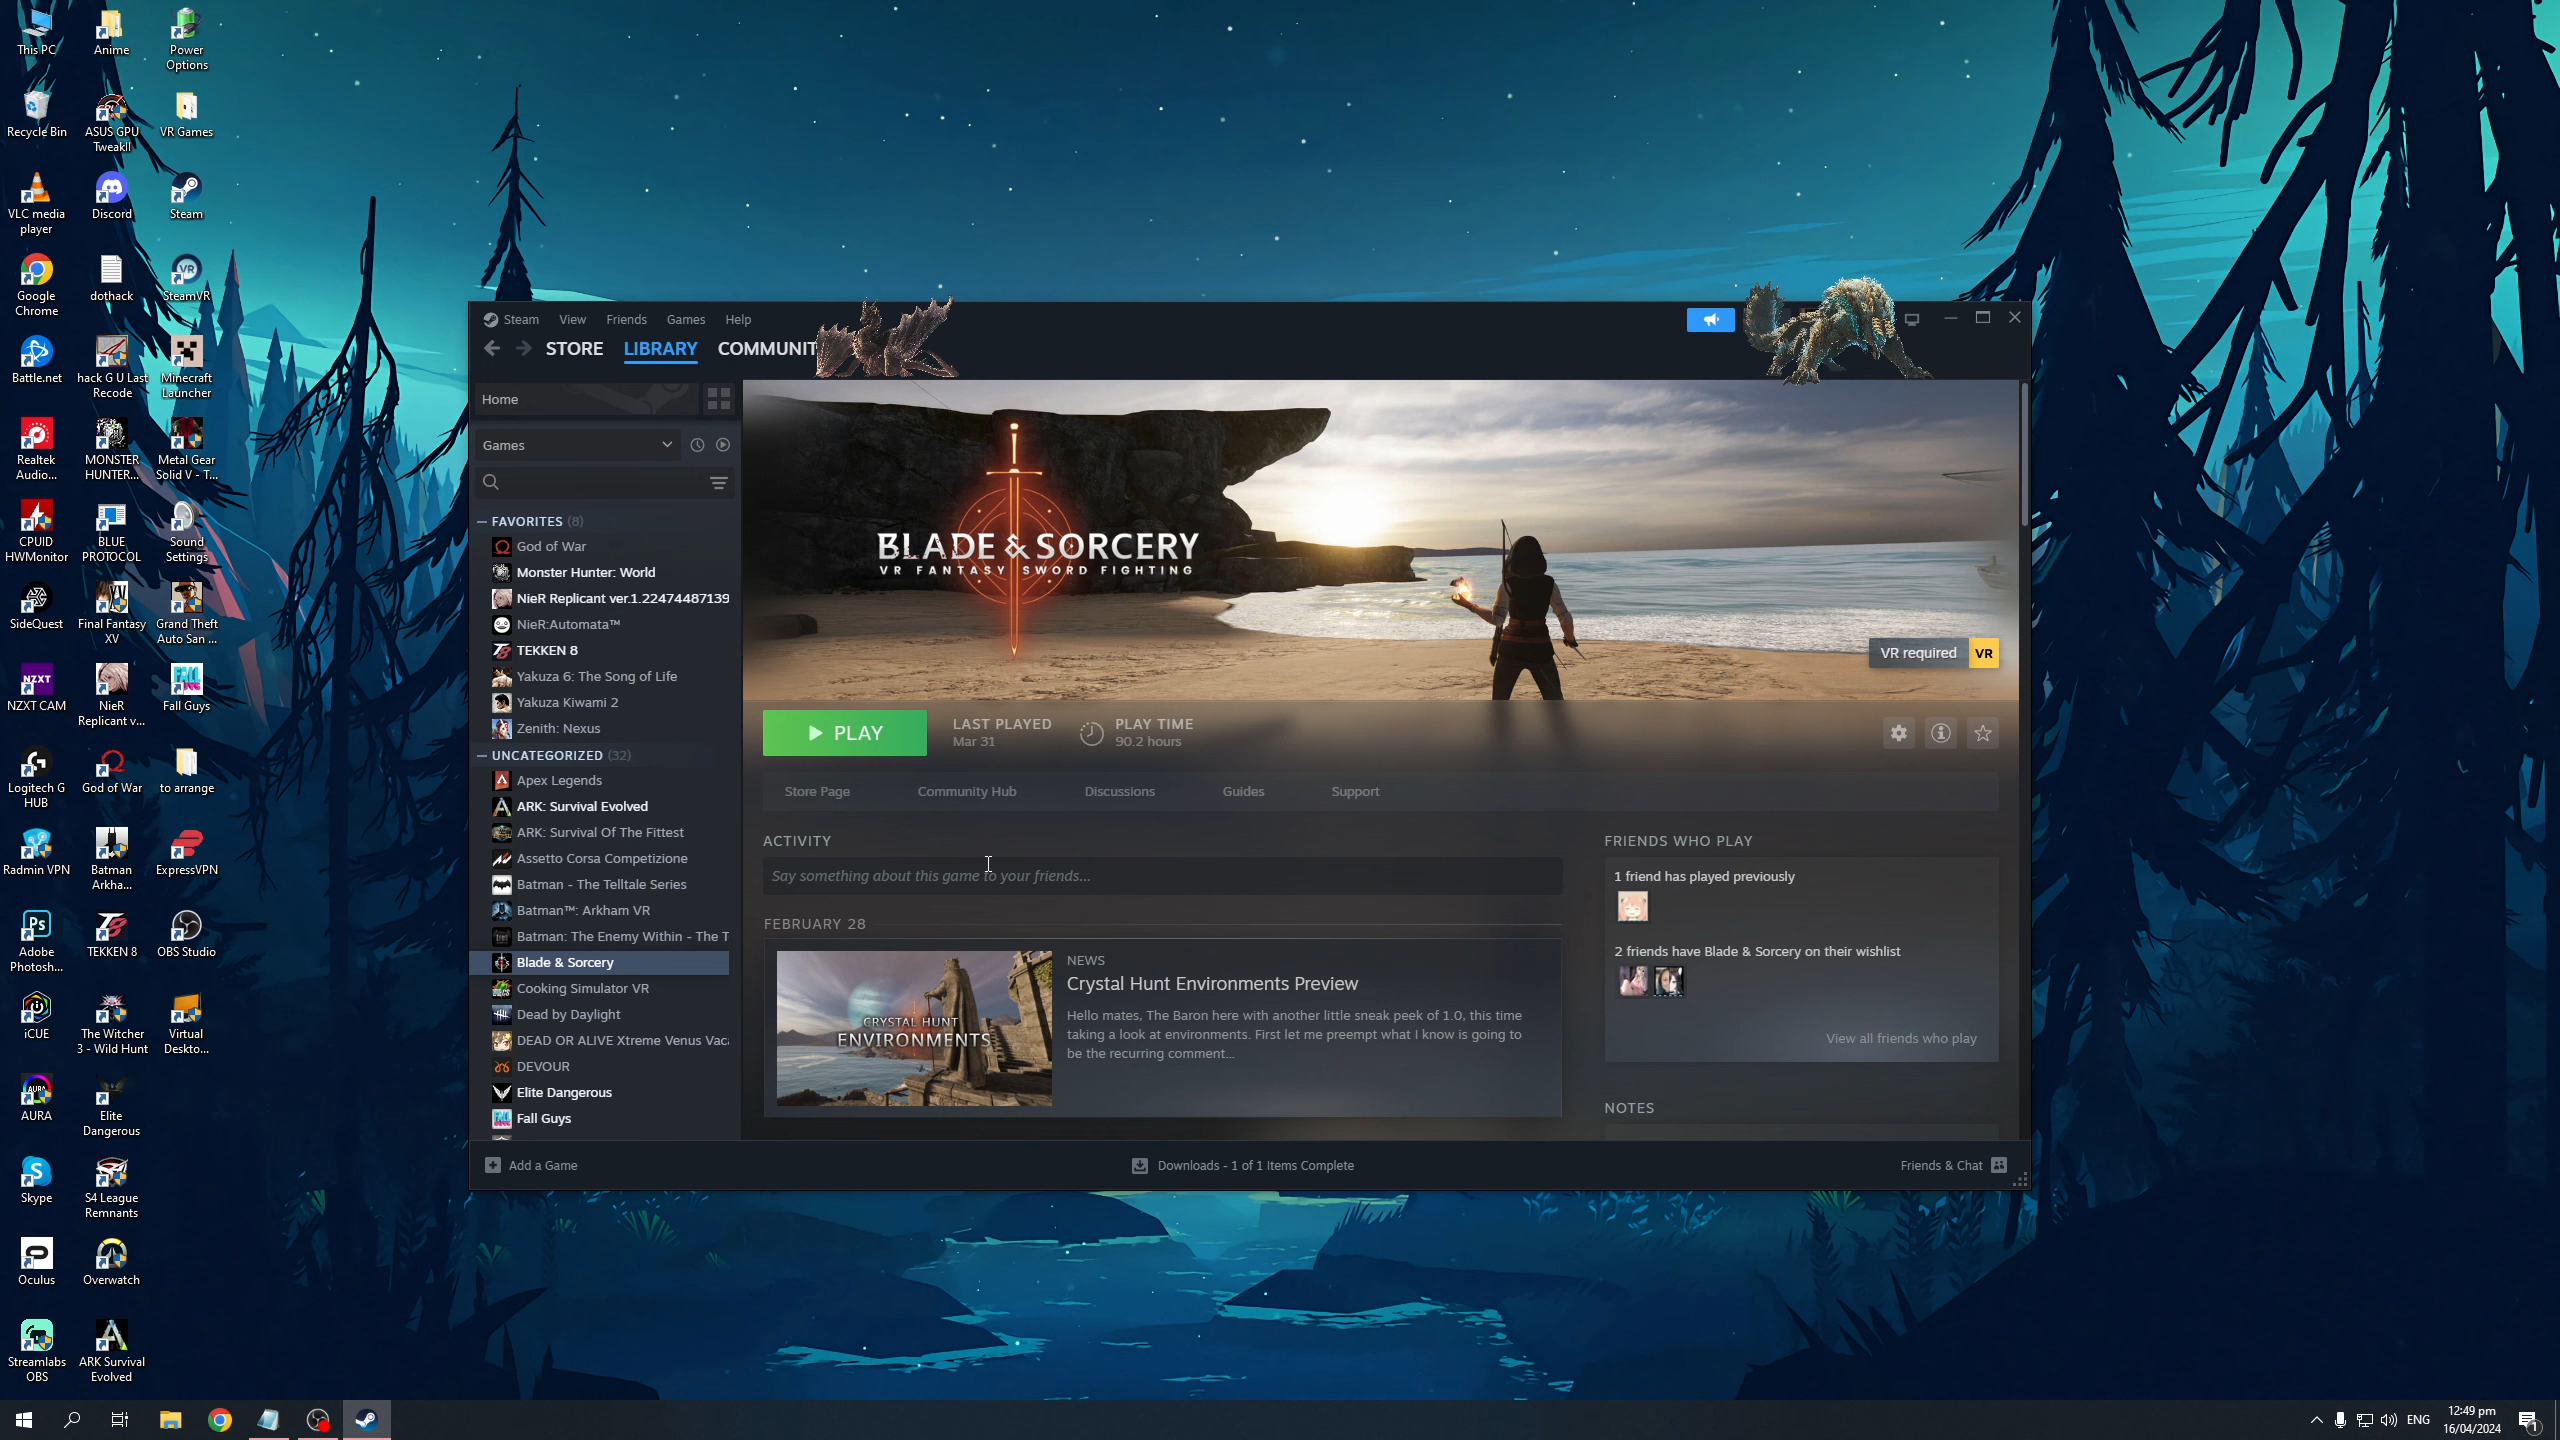 This PC
Anime
Power
Options
Recycle Bin
ASUS GPU
TweakII
VR Games
VLC media
player
Discord
Steam
Google
Chrome
dothack
SteamVR
Battle.net
hack G U Last
Recode
Minecraft
Launcher
Realtek
Audio...
MONSTER
HUNTER...
Metal Gear
Solid V - T...
CPUID
HWMonitor
BLUE
PROTOCOL
Sound
Settings
SideQuest
Final Fantasy
XV
Grand Theft
Auto San ...
NZXT CAM
NieR
Replicant v...
Fall Guys
Logitech G
HUB
God of War
to arrange
Radmin VPN
Batman
Arkha...
ExpressVPN
Adobe
Photosh...
TEKKEN 8
OBS Studio
iCUE
The Witcher
3 - Wild Hunt
Virtual
Deskto...
AURA
Elite
Dangerous
Skype
S4 League
Remnants
Oculus
Overwatch
Streamlabs
OBS
ARK Survival
Evolved
Steam View Friends Games Help
STORE LIBRARY COMMUNIT
Home
Games
FAVORITES (8)
God of War
Monster Hunter: World
NieR Replicant ver.1.22474487139
NieR:Automata™
TEKKEN 8
Yakuza 6: The Song of Life
Yakuza Kiwami 2
Zenith: Nexus
UNCATEGORIZED (32)
Apex Legends
ARK: Survival Evolved
ARK: Survival Of The Fittest
Assetto Corsa Competizione
Batman - The Telltale Series
Batman™: Arkham VR
Batman: The Enemy Within - The T
Blade & Sorcery
Cooking Simulator VR
Dead by Daylight
DEAD OR ALIVE Xtreme Venus Vaca
DEVOUR
Elite Dangerous
Fall Guys
BLADE & SORCERY
VR FANTASY SWORD FIGHTING
VR required VR
PLAY
LAST PLAYED
Mar 31
PLAY TIME
90.2 hours
Store Page Community Hub Discussions Guides Support
ACTIVITY
Say something about this game to your friends...
FEBRUARY 28
CRYSTAL HUNT
ENVIRONMENTS
NEWS
Crystal Hunt Environments Preview
Hello mates, The Baron here with another little sneak peek of 1.0, this time
taking a look at environments. First let me preempt what I know is going to
be the recurring comment...
FRIENDS WHO PLAY
1 friend has played previously
2 friends have Blade & Sorcery on their wishlist
View all friends who play
NOTES
Add a Game
Downloads - 1 of 1 Items Complete
Friends & Chat
ENG
12:49 pm
16/04/2024
1